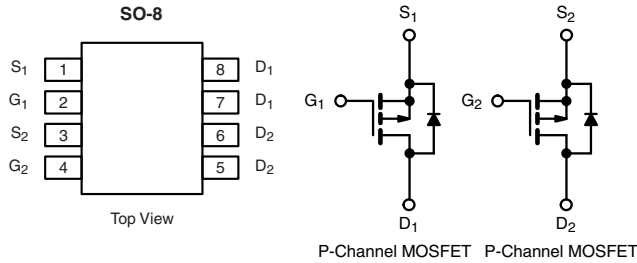 SO-8
S1 1 8 D1
G1 2 7 D1
S2 3 6 D2
G2 4 5 D2
Top View
S1
G1
D1
P-Channel MOSFET
S2
G2
D2
P-Channel MOSFET